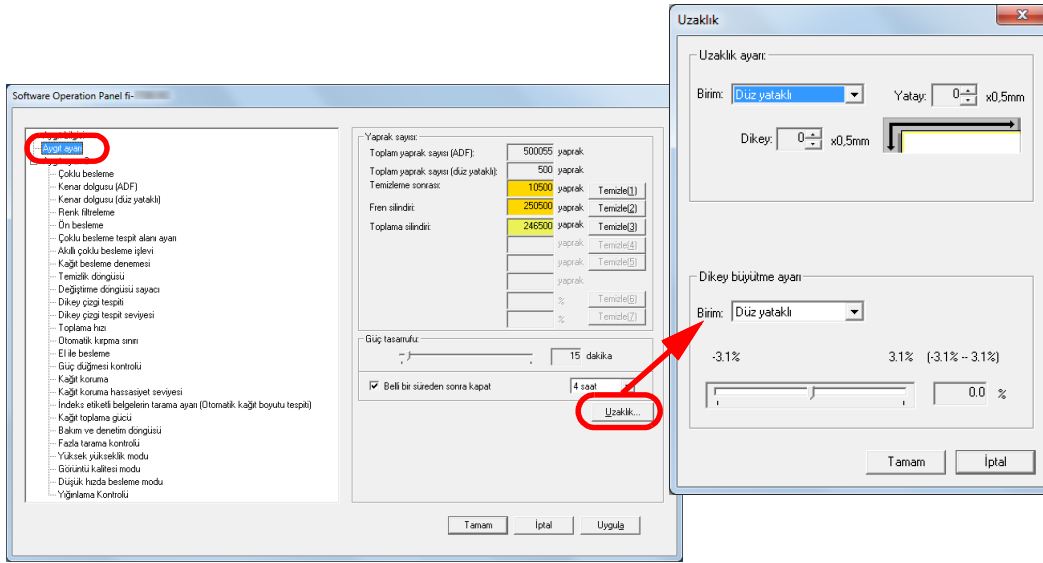 Software Operation Panel fi-
Aygıt ayarı
Çoklu besleme
Kenar dolgusu (ADF)
Kenar dolgusu (düz yataklı)
Renk filtreleme
Ön besleme
Çoklu besleme tespit alanı ayarı
Akıllı çoklu besleme işlevi
Kağıt besleme denemesi
Temizlik döngüsü
Değiştirme döngüsü sayacı
Dikey çizgi tespiti
Dikey çizgi tespit seviyesi
Toplama hızı
Otomatik kırpma sınırı
El ile besleme
Güç düğmesi kontrolü
Kağıt koruma
Kağıt koruma hassasiyet seviyesi
İndeks etiketli belgelerin tarama ayarı (Otomatik kağıt boyutu tespiti)
Kağıt toplama gücü
Bakım ve denetim döngüsü
Fazla tarama kontrolü
Yüksek yükseklik modu
Görüntü kalitesi modu
Düşük hızda besleme modu
Yığınlama Kontrolü
Yaprak sayısı:
Toplam yaprak sayısı (ADF): 500055 yaprak
Toplam yaprak sayısı (düz yataklı): 500 yaprak
Temizleme sonrası: 10500 yaprak Temizle(1)
Fren silindiri: 250500 yaprak Temizle(2)
Toplama silindiri: 246500 yaprak Temizle(3)
yaprak Temizle(4)
yaprak Temizle(5)
yaprak
% Temizle(6)
% Temizle(7)
Güç tasarrufu:
15 dakika
Belli bir süreden sonra kapat 4 saat
Uzaklık...
Tamam İptal Uygula
Uzaklık
Uzaklık ayarı:
Birim: Düz yataklı Yatay: 0 x0,5mm
Dikey: 0 x0,5mm
Dikey büyütme ayarı
Birim: Düz yataklı
-3.1% 3.1% (-3.1% -- 3.1%)
0.0 %
Tamam İptal